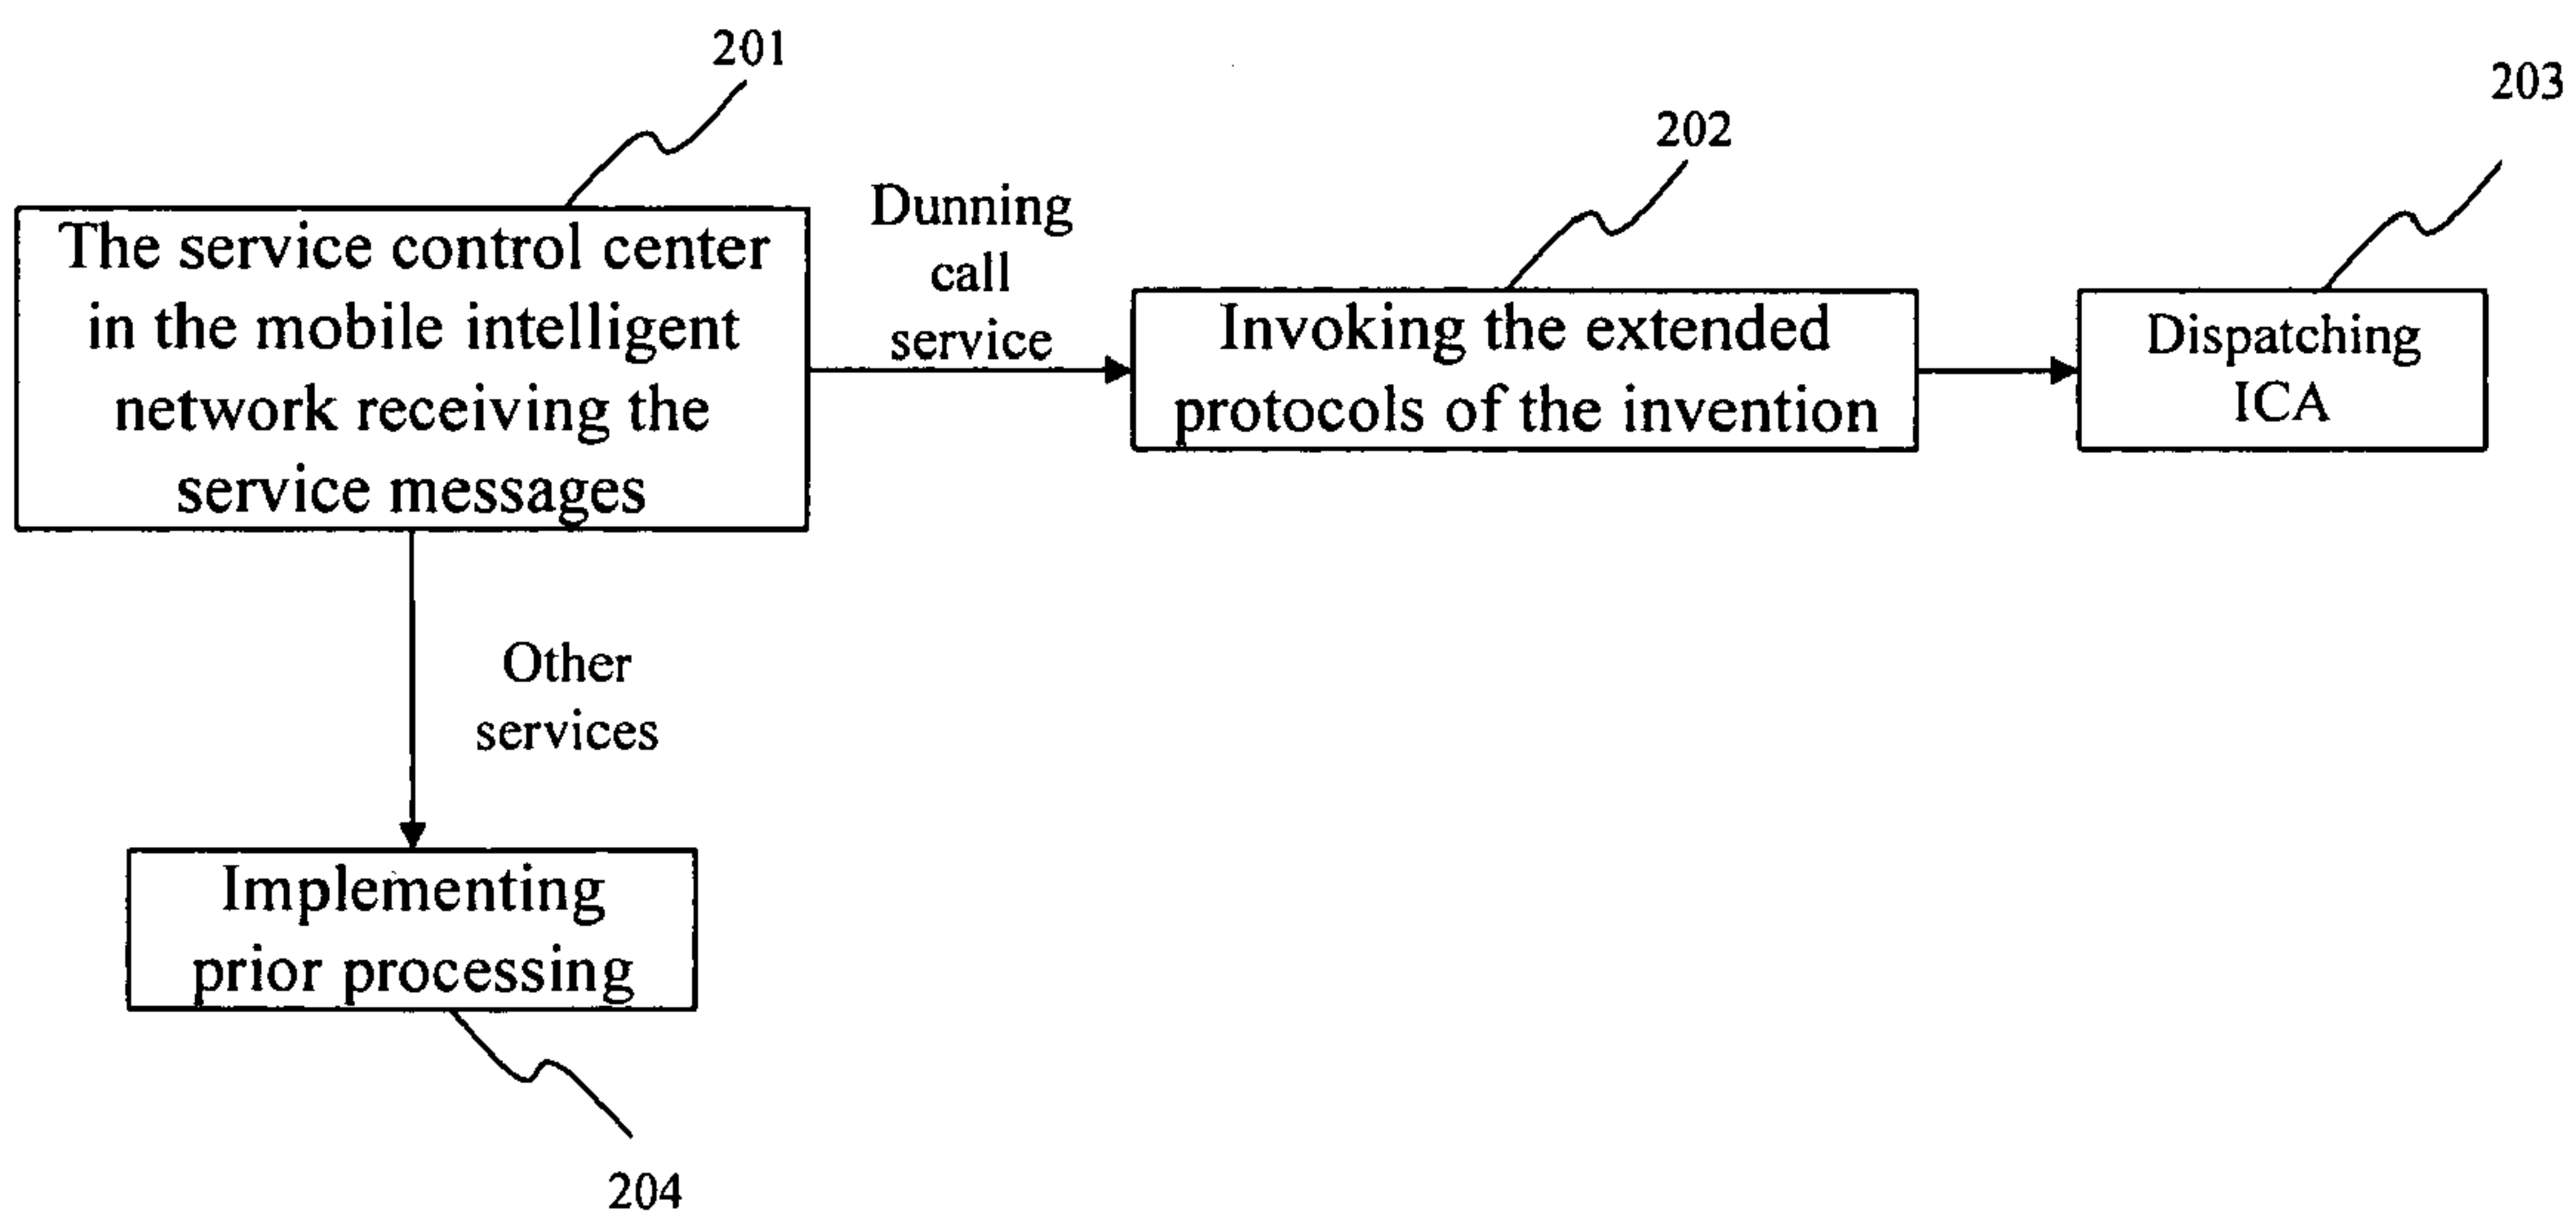 201
The service control center
in the mobile intelligent
network receiving the
service messages
Dunning
call
service
202
Invoking the extended
protocols of the invention
203
Dispatching
ICA
Other
services
Implementing
prior processing
204